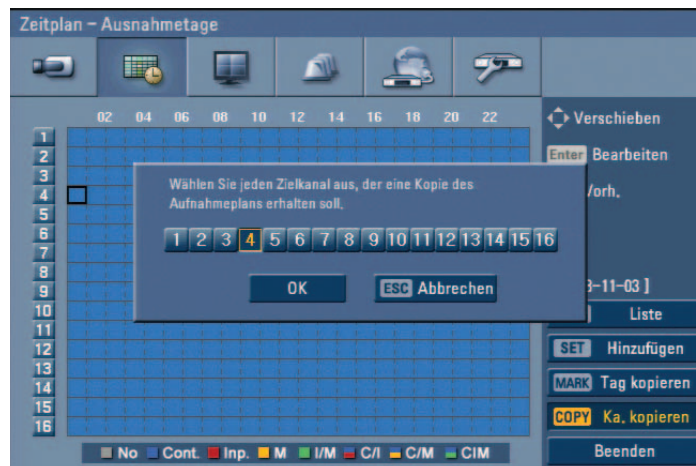 Zeitplan – Ausnahmetage
02 04 06 08 10 12 14 16 18 20 22
1
2
3
4
5
6
7
8
9
10
11
12
13
14
15
16
Wählen Sie jeden Zielkanal aus, der eine Kopie des
Aufnahmeplans erhalten soll.
1 2 3 4 5 6 7 8 9 10 11 12 13 14 15 16
OK
ESC Abbrechen
Verschieben
Enter Bearbeiten
/orh.
-11-03 ]
Liste
SET Hinzufügen
MARK Tag kopieren
COPY Ka. kopieren
Beenden
No Cont. Inp. M I/M C/I C/M CIM